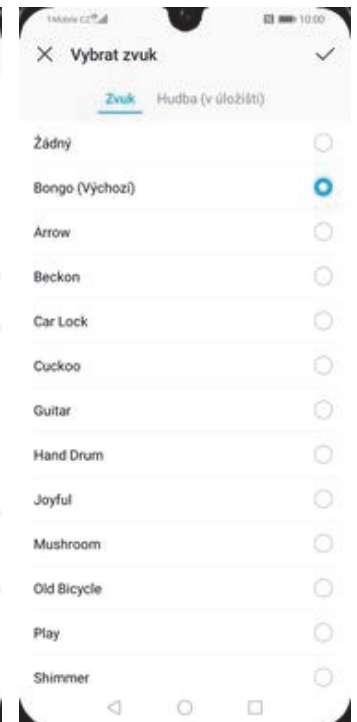 T-Mobile CZ 10:00
Vybrat zvuk
Zvuk Hudba (v úložišti)
Žádný
Bongo (Výchozí)
Arrow
Beckon
Car Lock
Cuckoo
Guitar
Hand Drum
Joyful
Mushroom
Old Bicycle
Play
Shimmer